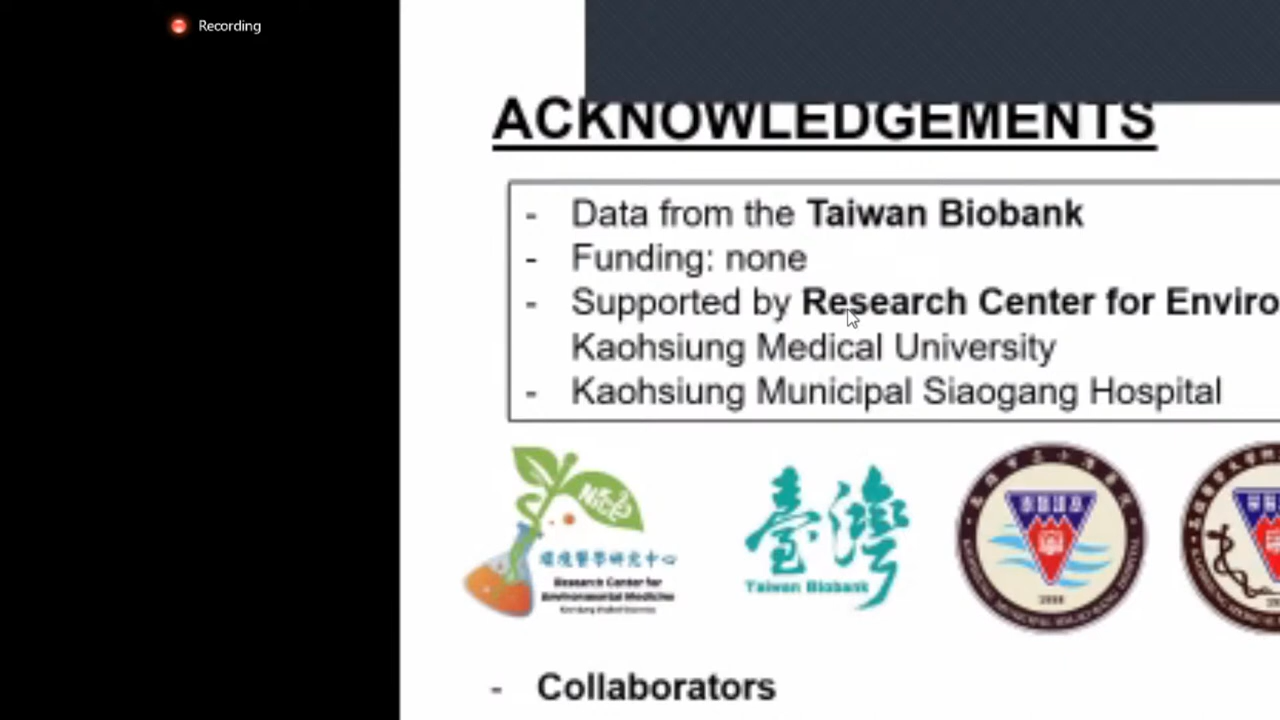 Recording
ACKNOWLEDGEMENTS
- Data from the Taiwan Biobank
- Funding: none
- Supported by Research Center for Enviro
Kaohsiung Medical University
- Kaohsiung Municipal Siaogang Hospital
NiCE
環境醫學研究中心
Research Center for
Environmental Medicine
臺灣
Taiwan Biobank
- Collaborators